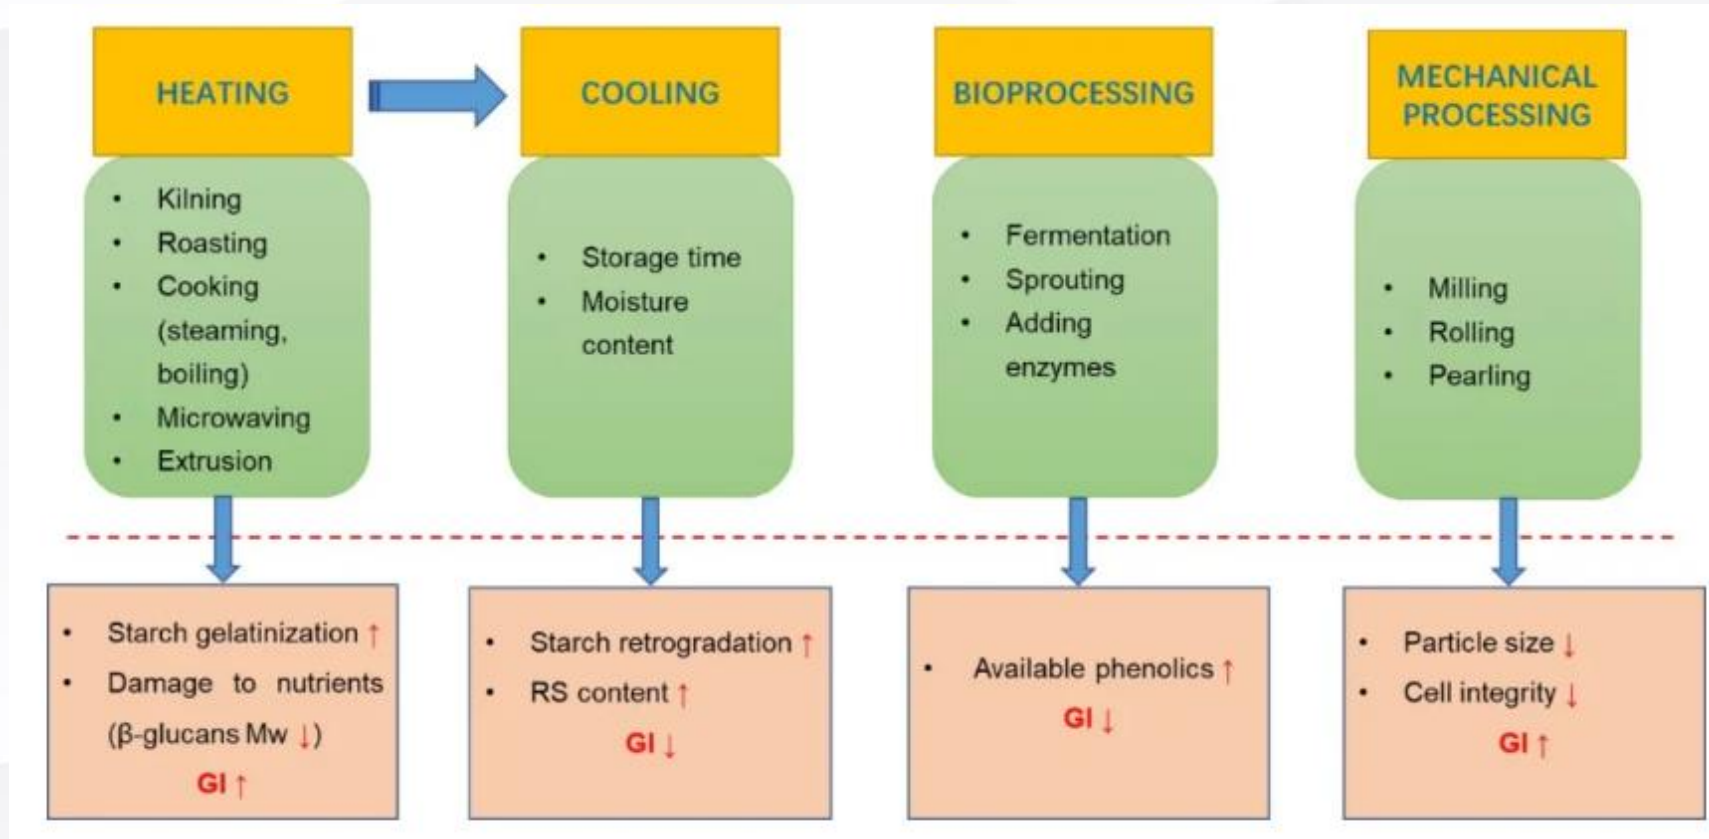 HEATING
• Kilning
• Roasting
• Cooking
(steaming,
boiling)
• Microwaving
• Extrusion
• Starch gelatinization ↑
• Damage to nutrients
(β-glucans Mw ↓)
GI ↑
COOLING
• Storage time
• Moisture
content
• Starch retrogradation ↑
• RS content ↑
GI ↓
BIOPROCESSING
• Fermentation
• Sprouting
• Adding
enzymes
• Available phenolics ↑
GI ↓
MECHANICAL
PROCESSING
• Milling
• Rolling
• Pearling
• Particle size ↓
• Cell integrity ↓
GI ↑